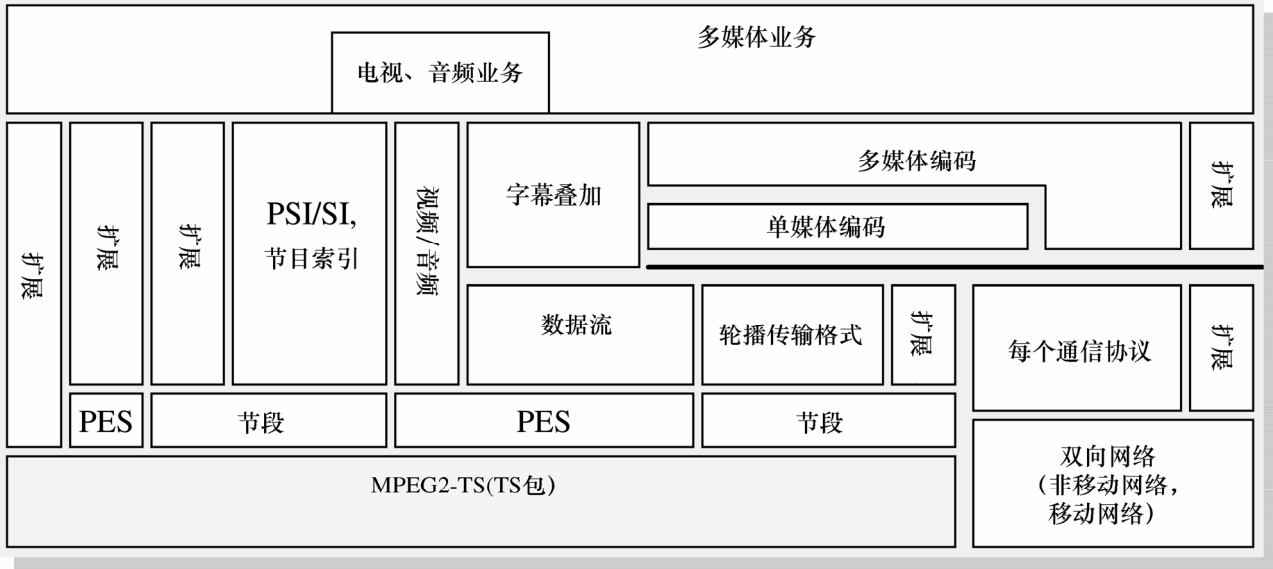 多媒体业务
电视、音频业务
扩展
扩展
扩展
PSI/SI,
节目索引
视频/音频
字幕叠加
多媒体编码
单媒体编码
扩展
数据流
轮播传输格式
扩展
每个通信协议
扩展
PES
节段
PES
节段
MPEG2-TS(TS包)
双向网络
(非移动网络,
移动网络)